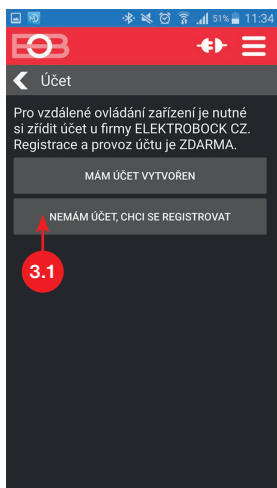 51% 11:34
EOB
Účet
Pro vzdálené ovládání zařízení je nutné
si zřídit účet u firmy ELEKTROBOCK CZ.
Registrace a provoz účtu je ZDARMA.
MÁM ÚČET VYTVOŘEN
NEMÁM ÚČET, CHCI SE REGISTROVAT
3.1